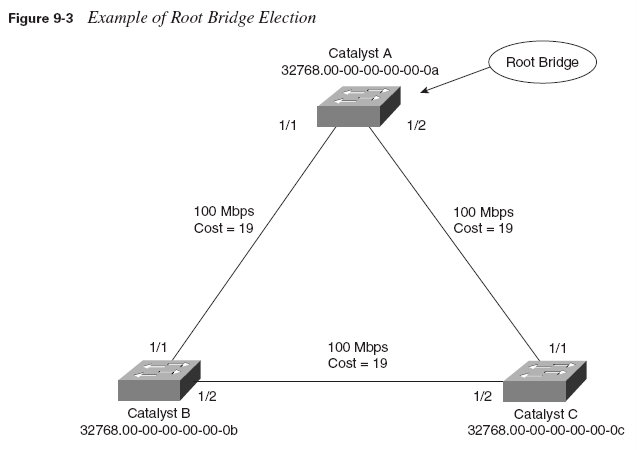 Figure 9-3 Example of Root Bridge Election
Catalyst A
32768.00-00-00-00-00-0a
Root Bridge
1/1
1/2
100 Mbps
Cost = 19
100 Mbps
Cost = 19
1/1
100 Mbps
Cost = 19
1/1
1/2
1/2
Catalyst B
32768.00-00-00-00-00-0b
Catalyst C
32768.00-00-00-00-00-0c